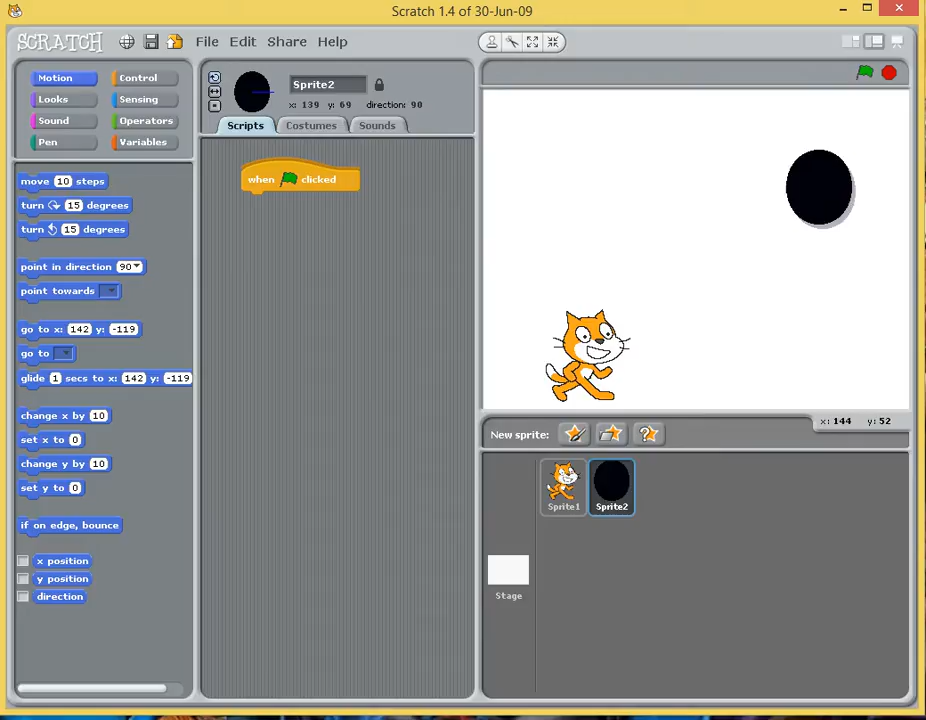 Scratch 1.4 of 30-Jun-09
SCRATCH File Edit Share Help
Motion Control
Looks Sensing
Sound Operators
Pen Variables
move 10 steps
turn 15 degrees
turn 15 degrees
point in direction 90
point towards
go to x: 142 y: -119
go to
glide 1 secs to x: 142 y: -119
change x by 10
set x to 0
change y by 10
set y to 0
if on edge, bounce
x position
y position
direction
Sprite2
x: 139 y: 69 direction: 90
Scripts Costumes Sounds
when clicked
x: 144 y: 52
New sprite:
Sprite1 Sprite2
Stage